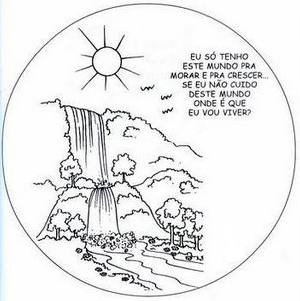 EU SÓ TENHO
ESTE MUNDO PRA
MORAR E PRA CRESCER...
SE EU NÃO CUIDO
DESTE MUNDO
ONDE É QUE
EU VOU VIVER?